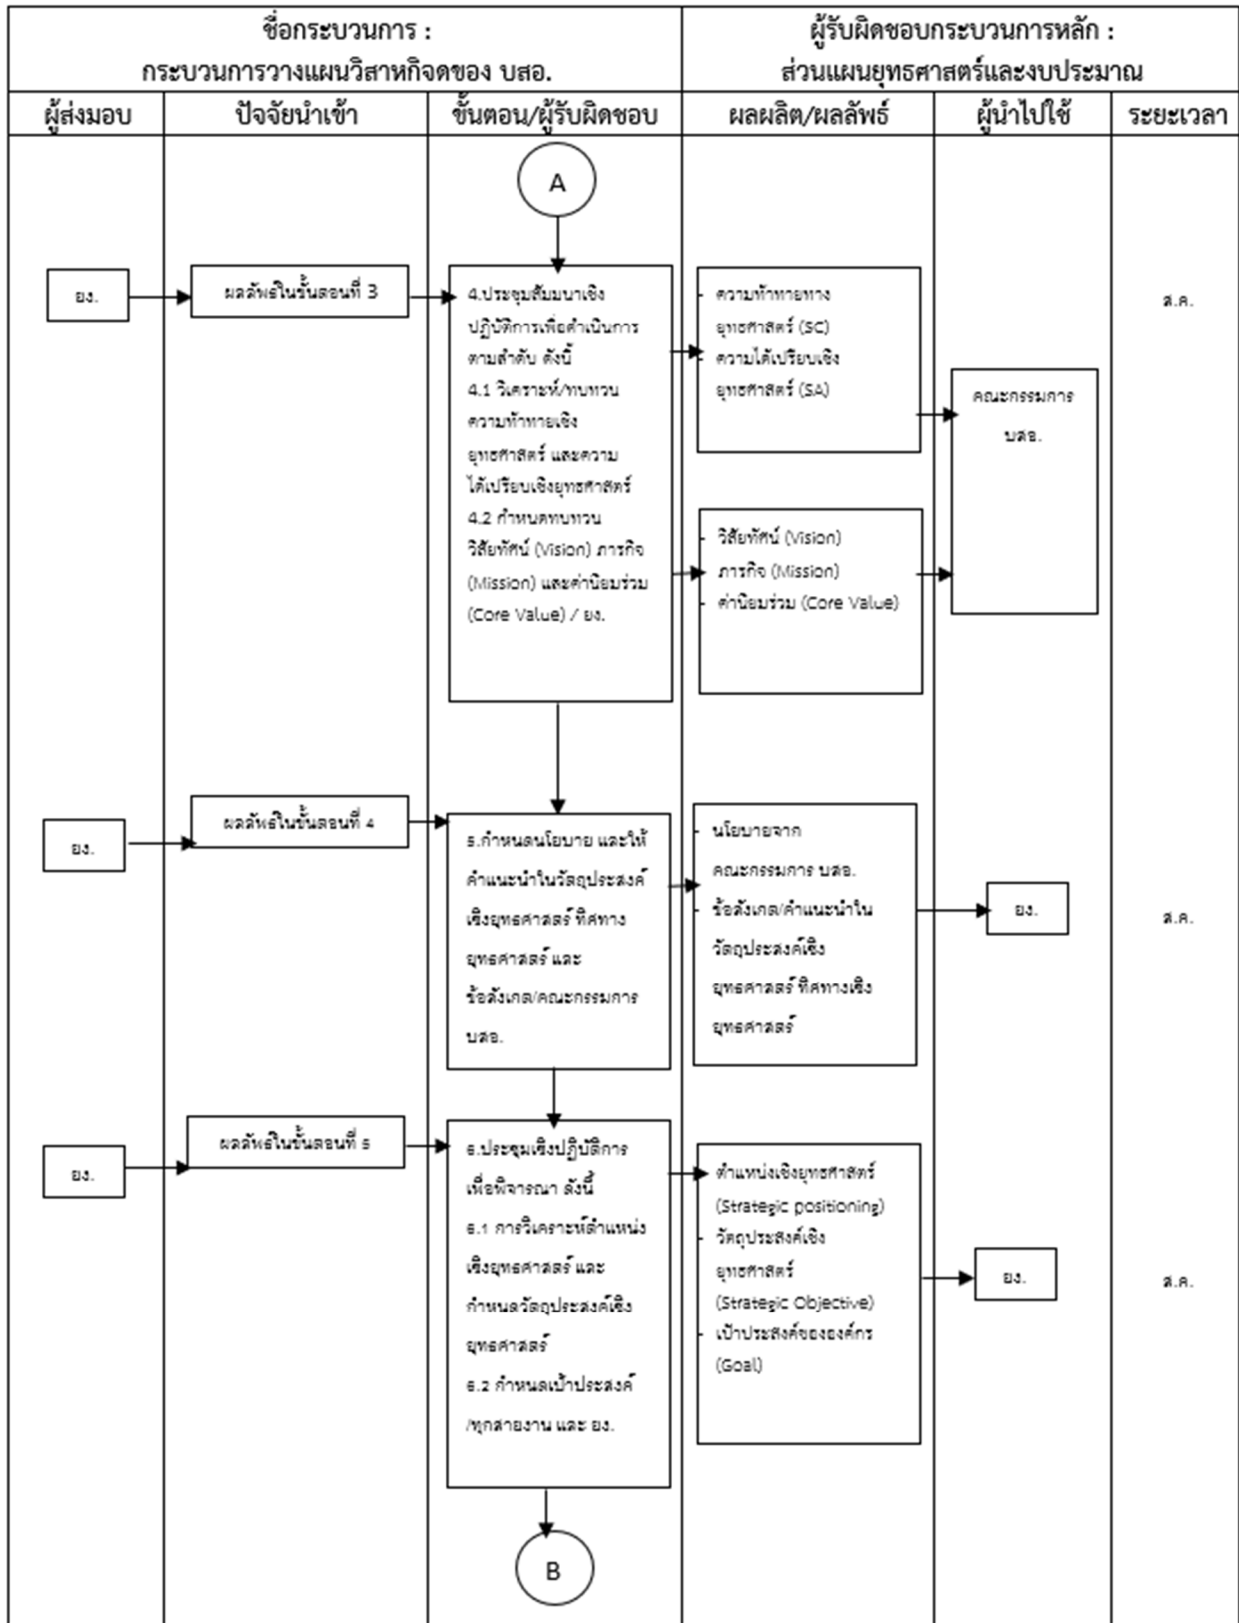 ชื่อกระบวนการ :
กระบวนการวางแผนวิสาหกิจดของ บสอ.
ผู้รับผิดชอบกระบวนการหลัก :
ส่วนแผนยุทธศาสตร์และงบประมาณ
ผู้ส่งมอบ
ปัจจัยนำเข้า
ขั้นตอน/ผู้รับผิดชอบ
ผลผลิต/ผลลัพธ์
ผู้นำไปใช้
ระยะเวลา
A
ยง.
ผลลัพธ์ในขั้นตอนที่ 3
4.ประชุมสัมมนาเชิง
ปฏิบัติการเพื่อดำเนินการ
ตามลำดับ ดังนี้
4.1 วิเคราะห์/ทบทวน
ความท้าทายเชิง
ยุทธศาสตร์ และความ
ได้เปรียบเชิงยุทธศาสตร์
4.2 กำหนดทบทวน
วิสัยทัศน์ (Vision) ภารกิจ
(Mission) และค่านิยมร่วม
(Core Value) / ยง.
- ความท้าทายทาง
ยุทธศาสตร์ (SC)
- ความได้เปรียบเชิง
ยุทธศาสตร์ (SA)
- วิสัยทัศน์ (Vision)
- ภารกิจ (Mission)
- ค่านิยมร่วม (Core Value)
คณะกรรมการ
บสอ.
ส.ค.
ยง.
ผลลัพธ์ในขั้นตอนที่ 4
5.กำหนดนโยบาย และให้
คำแนะนำในวัตถุประสงค์
เชิงยุทธศาสตร์ ทิศทาง
ยุทธศาสตร์ และ
ข้อสังเกต/คณะกรรมการ
บสอ.
- นโยบายจาก
คณะกรรมการ บสอ.
- ข้อสังเกต/คำแนะนำใน
วัตถุประสงค์เชิง
ยุทธศาสตร์ ทิศทางเชิง
ยุทธศาสตร์
ยง.
ส.ค.
ยง.
ผลลัพธ์ในขั้นตอนที่ 5
6.ประชุมเชิงปฏิบัติการ
เพื่อพิจารณา ดังนี้
6.1 การวิเคราะห์ตำแหน่ง
เชิงยุทธศาสตร์ และ
กำหนดวัตถุประสงค์เชิง
ยุทธศาสตร์
6.2 กำหนดเป้าประสงค์
/ทุกสายงาน และ ยง.
- ตำแหน่งเชิงยุทธศาสตร์
(Strategic positioning)
- วัตถุประสงค์เชิง
ยุทธศาสตร์
(Strategic Objective)
- เป้าประสงค์ขององค์กร
(Goal)
ยง.
ส.ค.
B